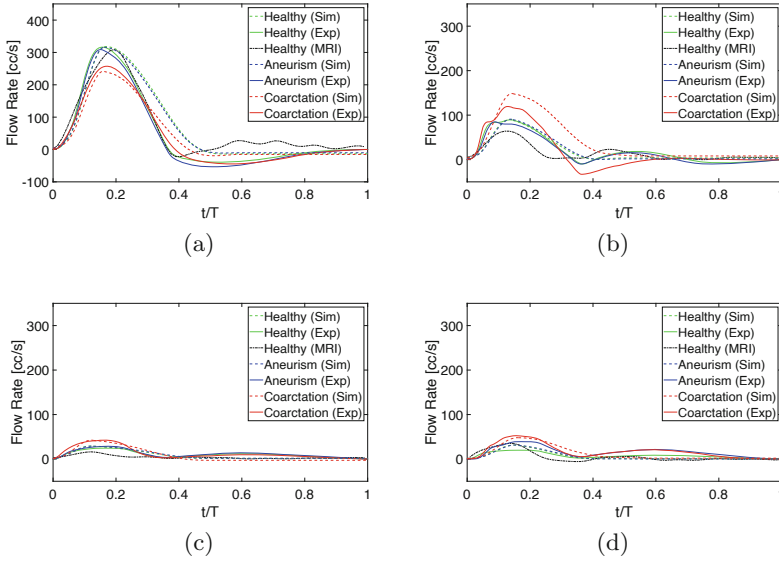 400
300
200
100
0
-100
Flow Rate [cc/s]
0 0.2 0.4 0.6 0.8 1
t/T
Healthy (Sim)
Healthy (Exp)
Healthy (MRI)
Aneurism (Sim)
Aneurism (Exp)
Coarctation (Sim)
Coarctation (Exp)
(a)
300
200
100
0
Flow Rate [cc/s]
0 0.2 0.4 0.6 0.8 1
t/T
Healthy (Sim)
Healthy (Exp)
Healthy (MRI)
Aneurism (Sim)
Aneurism (Exp)
Coarctation (Sim)
Coarctation (Exp)
(b)
300
200
100
0
Flow Rate [cc/s]
0 0.2 0.4 0.6 0.8 1
t/T
Healthy (Sim)
Healthy (Exp)
Healthy (MRI)
Aneurism (Sim)
Aneurism (Exp)
Coarctation (Sim)
Coarctation (Exp)
(c)
300
200
100
0
Flow Rate [cc/s]
0 0.2 0.4 0.6 0.8 1
t/T
Healthy (Sim)
Healthy (Exp)
Healthy (MRI)
Aneurism (Sim)
Aneurism (Exp)
Coarctation (Sim)
Coarctation (Exp)
(d)